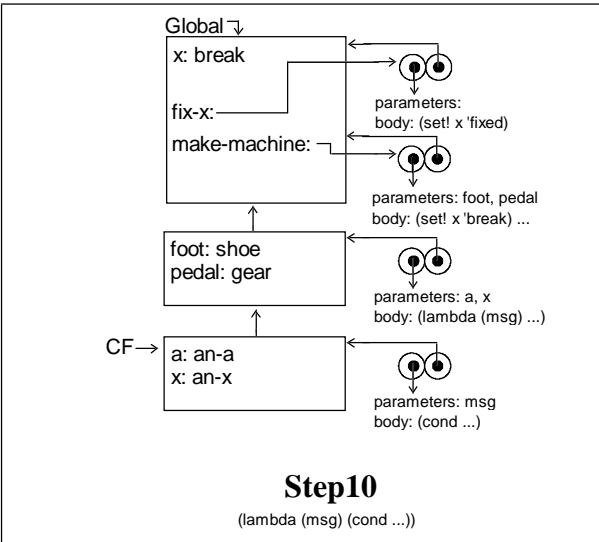 Global
x: break
fix-x:
parameters:
body: (set! x 'fixed)
make-machine:
parameters: foot, pedal
body: (set! x 'break) ...
foot: shoe
pedal: gear
parameters: a, x
body: (lambda (msg) ...)
CF
a: an-a
x: an-x
parameters: msg
body: (cond ...)
Step10
(lambda (msg) (cond ...))